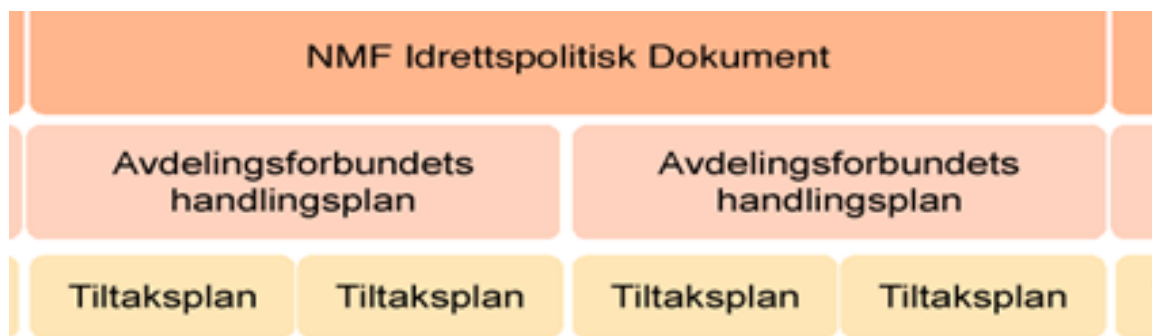 NMF Idrettspolitisk Dokument
Avdelingsforbundets
handlingsplan
Avdelingsforbundets
handlingsplan
Tiltaksplan
Tiltaksplan
Tiltaksplan
Tiltaksplan